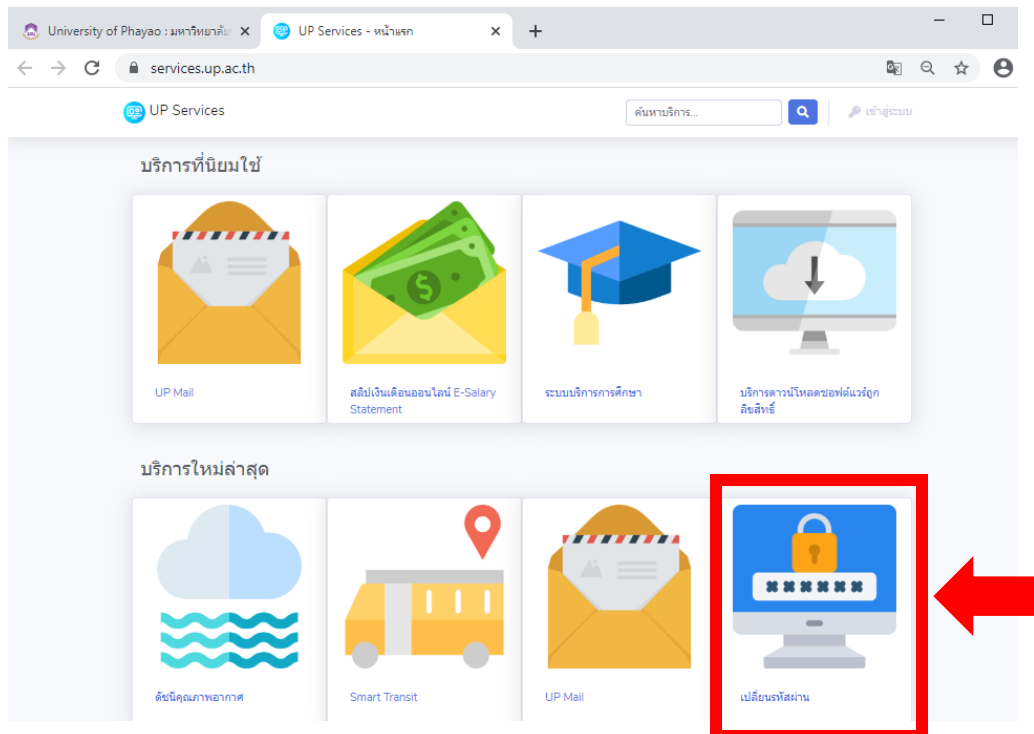 University of Phayao : มหาวิทยาลัย
UP Services - หน้าแรก
services.up.ac.th
UP Services
ค้นหาบริการ...
เข้าสู่ระบบ
บริการที่นิยมใช้
UP Mail
สลิปเงินเดือนออนไลน์ E-Salary
Statement
ระบบบริการการศึกษา
บริการดาวน์โหลดซอฟต์แวร์ถูก
ลิขสิทธิ์
บริการใหม่ล่าสุด
ดัชนีคุณภาพอากาศ
Smart Transit
UP Mail
เปลี่ยนรหัสผ่าน